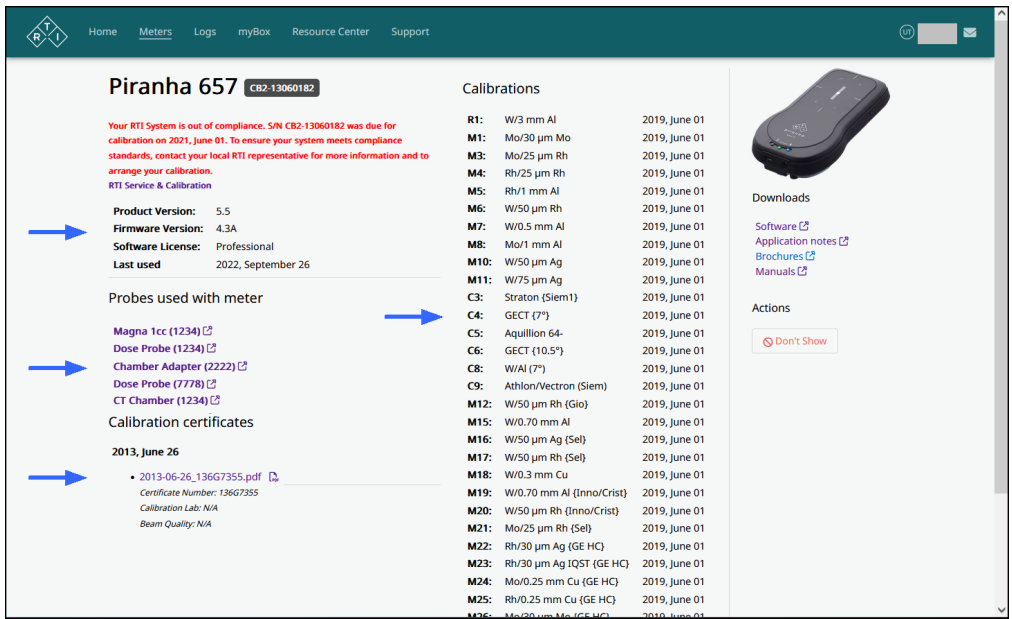 RTI
Home Meters Logs myBox Resource Center Support
UT
Piranha 657 CB2-13060182
Your RTI System is out of compliance. S/N CB2-13060182 was due for
calibration on 2021, June 01. To ensure your system meets compliance
standards, contact your local RTI representative for more information and to
arrange your calibration.
RTI Service & Calibration
Product Version: 5.5
Firmware Version: 4.3A
Software License: Professional
Last used 2022, September 26
Probes used with meter
Magna 1cc (1234)
Dose Probe (1234)
Chamber Adapter (2222)
Dose Probe (7778)
CT Chamber (1234)
Calibration certificates
2013, June 26
• 2013-06-26_136G7355.pdf
Certificate Number: 136G7355
Calibration Lab: N/A
Beam Quality: N/A
Calibrations
R1: W/3 mm Al 2019, June 01
M1: Mo/30 µm Mo 2019, June 01
M3: Mo/25 µm Rh 2019, June 01
M4: Rh/25 µm Rh 2019, June 01
M5: Rh/1 mm Al 2019, June 01
M6: W/50 µm Rh 2019, June 01
M7: W/0.5 mm Al 2019, June 01
M8: Mo/1 mm Al 2019, June 01
M10: W/50 µm Ag 2019, June 01
M11: W/75 µm Ag 2019, June 01
C3: Straton {Siem1} 2019, June 01
C4: GECT {7°} 2019, June 01
C5: Aquillion 64- 2019, June 01
C6: GECT {10.5°} 2019, June 01
C8: W/Al (7°) 2019, June 01
C9: Athlon/Vectron (Siem) 2019, June 01
M12: W/50 µm Rh {Gio} 2019, June 01
M15: W/0.70 mm Al 2019, June 01
M16: W/50 µm Ag {Sel} 2019, June 01
M17: W/50 µm Rh {Sel} 2019, June 01
M18: W/0.3 mm Cu 2019, June 01
M19: W/0.70 mm Al {Inno/Crist} 2019, June 01
M20: W/50 µm Rh {Inno/Crist} 2019, June 01
M21: Mo/25 µm Rh {Sel} 2019, June 01
M22: Rh/30 µm Ag {GE HC} 2019, June 01
M23: Rh/30 µm Ag IQST {GE HC} 2019, June 01
M24: Mo/0.25 mm Cu {GE HC} 2019, June 01
M25: Rh/0.25 mm Cu {GE HC} 2019, June 01
M26: Mo/30 µm Mo {GE HC} 2019, June 01
Downloads
Software
Application notes
Brochures
Manuals
Actions
Don't Show